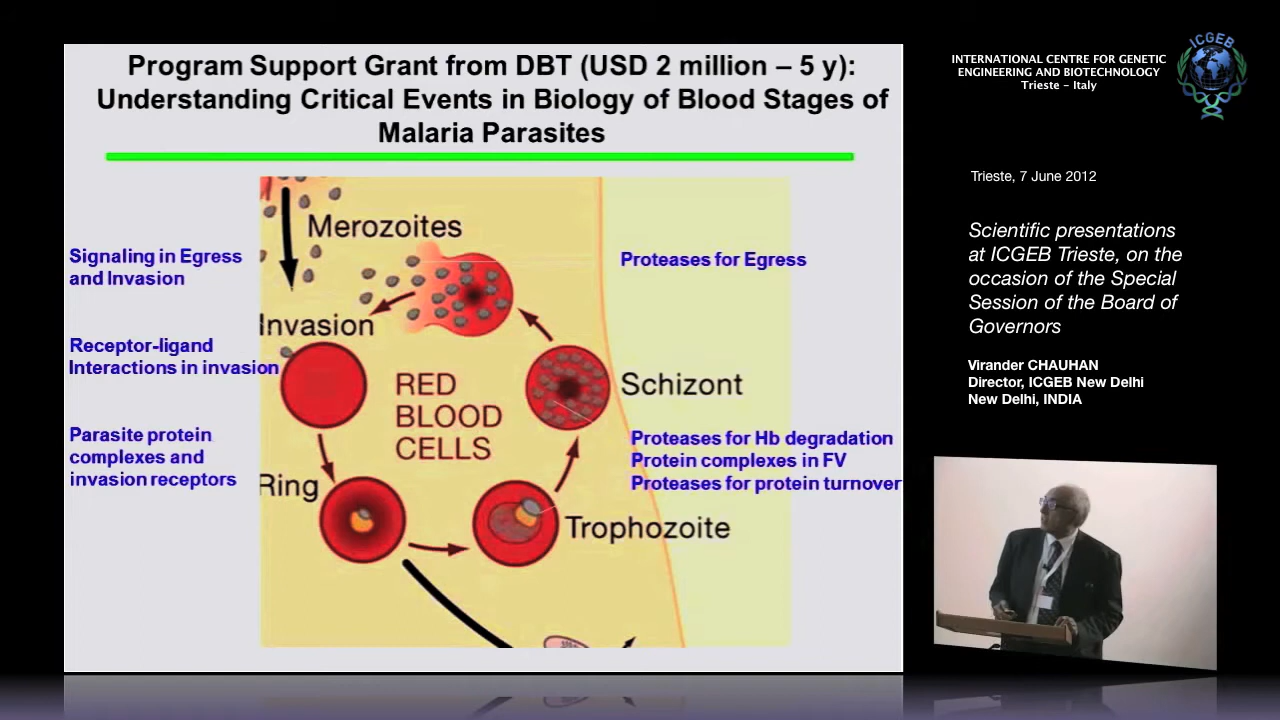 Program Support Grant from DBT (USD 2 million – 5 y):
Understanding Critical Events in Biology of Blood Stages of
Malaria Parasites
Merozoites
Signaling in Egress
and Invasion
Proteases for Egress
Invasion
Receptor-ligand
Interactions in invasion
RED
BLOOD
CELLS
Schizont
Parasite protein
complexes and
invasion receptors
Proteases for Hb degradation
Protein complexes in FV
Proteases for protein turnover
Ring
Trophozoite
INTERNATIONAL CENTRE FOR GENETIC
ENGINEERING AND BIOTECHNOLOGY
Trieste - Italy
ICGEB
Trieste, 7 June 2012
Scientific presentations
at ICGEB Trieste, on the
occasion of the Special
Session of the Board of
Governors
Virander CHAUHAN
Director, ICGEB New Delhi
New Delhi, INDIA